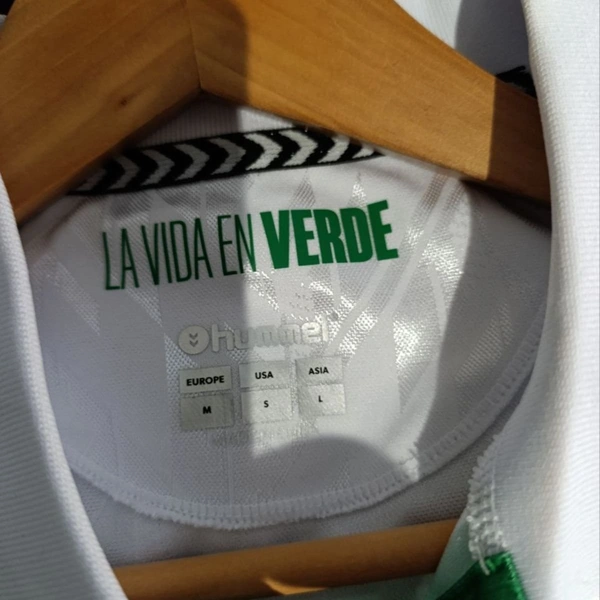 LA VIDA EN VERDE
hummel
EUROPE USA ASIA
M S L